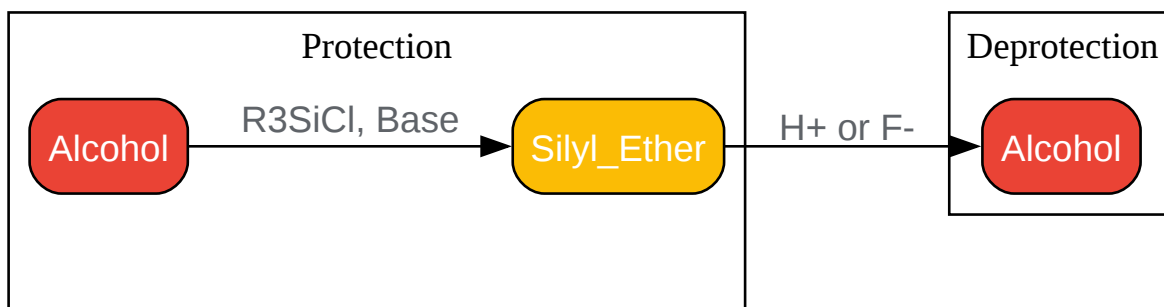 Protection
Deprotection
Alcohol
R3SiCl, Base
Silyl_Ether
H+ or F-
Alcohol